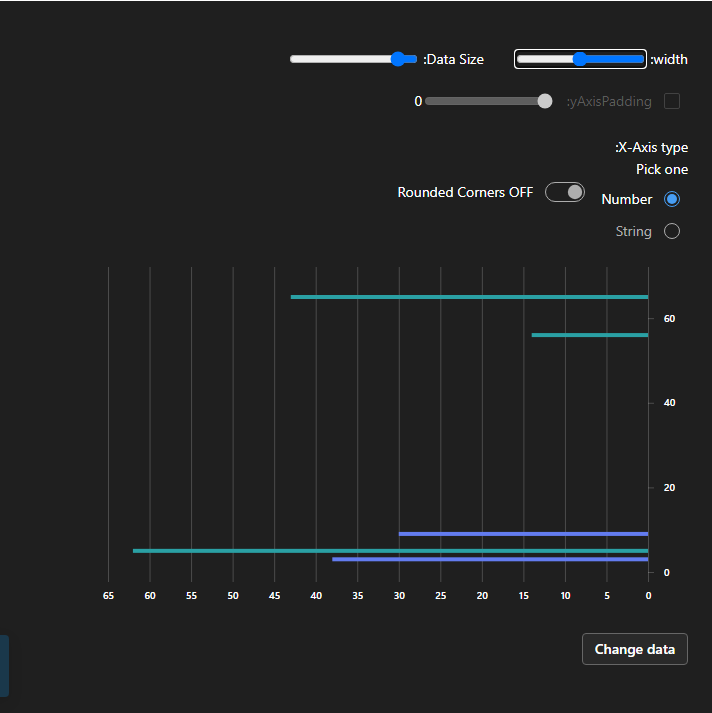 width:
Data Size:
yAxisPadding:
0
X-Axis type:
Pick one
Number
String
Rounded Corners OFF
60
40
20
0
65 60 55 50 45 40 35 30 25 20 15 10 5 0
Change data